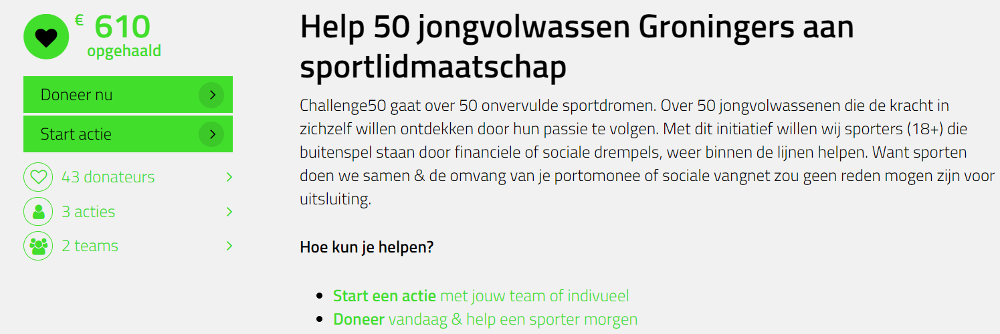 € 610
opgehaald
Doneer nu
Start actie
43 donateurs
3 acties
2 teams
Help 50 jongvolwassen Groningers aan
sportlidmaatschap
Challenge50 gaat over 50 onvervulde sportdromen. Over 50 jongvolwassenen die de kracht in
zichzelf willen ontdekken door hun passie te volgen. Met dit initiatief willen wij sporters (18+) die
buitenspel staan door financiele of sociale drempels, weer binnen de lijnen helpen. Want sporten
doen we samen & de omvang van je portomonee of sociale vangnet zou geen reden mogen zijn voor
uitsluiting.
Hoe kun je helpen?
• Start een actie met jouw team of indivueel
• Doneer vandaag & help een sporter morgen